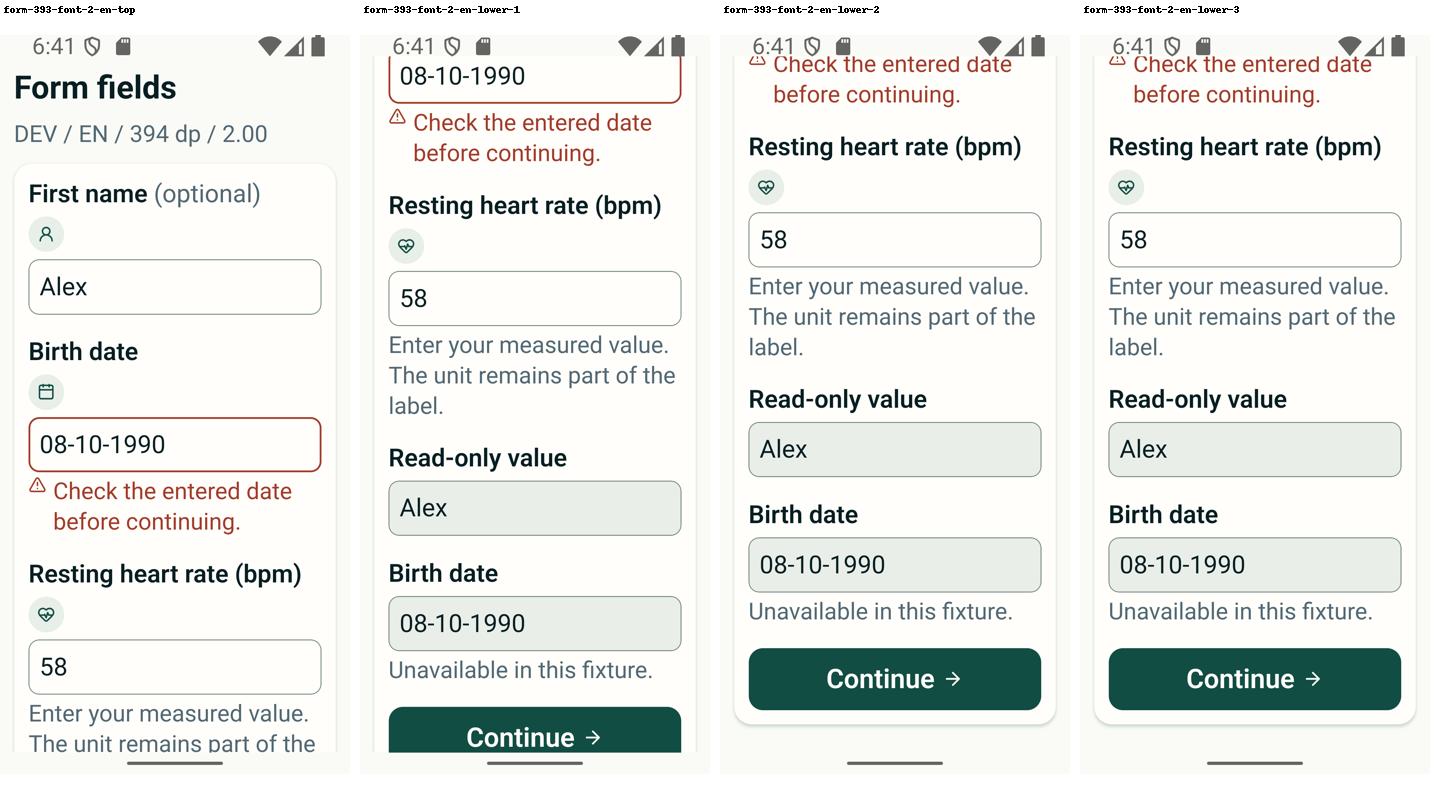 form-393-font-2-en-top
6:41
Form fields
DEV / EN / 394 dp / 2.00
First name (optional)
Alex
Birth date
08-10-1990
Check the entered date
before continuing.
Resting heart rate (bpm)
58
Enter your measured value.
The unit remains part of the
form-393-font-2-en-lower-1
6:41
08-10-1990
Check the entered date
before continuing.
Resting heart rate (bpm)
58
Enter your measured value.
The unit remains part of the
label.
Read-only value
Alex
Birth date
08-10-1990
Unavailable in this fixture.
Continue
form-393-font-2-en-lower-2
6:41
Check the entered date
before continuing.
Resting heart rate (bpm)
58
Enter your measured value.
The unit remains part of the
label.
Read-only value
Alex
Birth date
08-10-1990
Unavailable in this fixture.
Continue
form-393-font-2-en-lower-3
6:41
Check the entered date
before continuing.
Resting heart rate (bpm)
58
Enter your measured value.
The unit remains part of the
label.
Read-only value
Alex
Birth date
08-10-1990
Unavailable in this fixture.
Continue